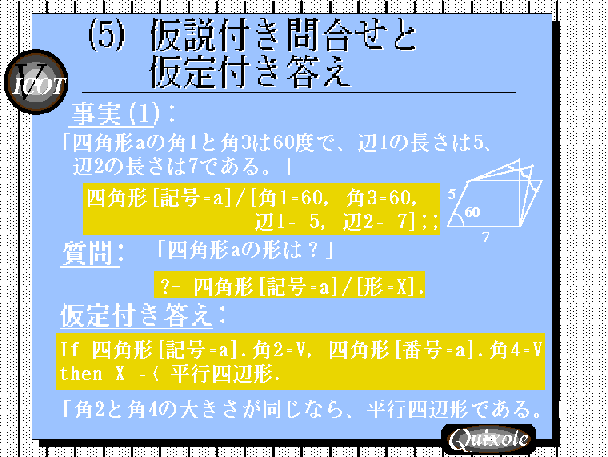 (5) 仮説付き問合せと
仮定付き答え
ICOT
事実(1):
「四角形aの角1と角3は60度で、辺1の長さは5、
辺2の長さは7である。」
四角形[記号=a]/[角1=60, 角3=60,
辺1= 5, 辺2= 7];;
5
60
7
質問: 「四角形aの形は?」
?- 四角形[記号=a]/[形=X].
仮定付き答え:
If 四角形[記号=a].角2=V, 四角形[番号=a].角4=V
then X =< 平行四辺形.
「角2と角4の大きさが同じなら、平行四辺形である。
Quixote